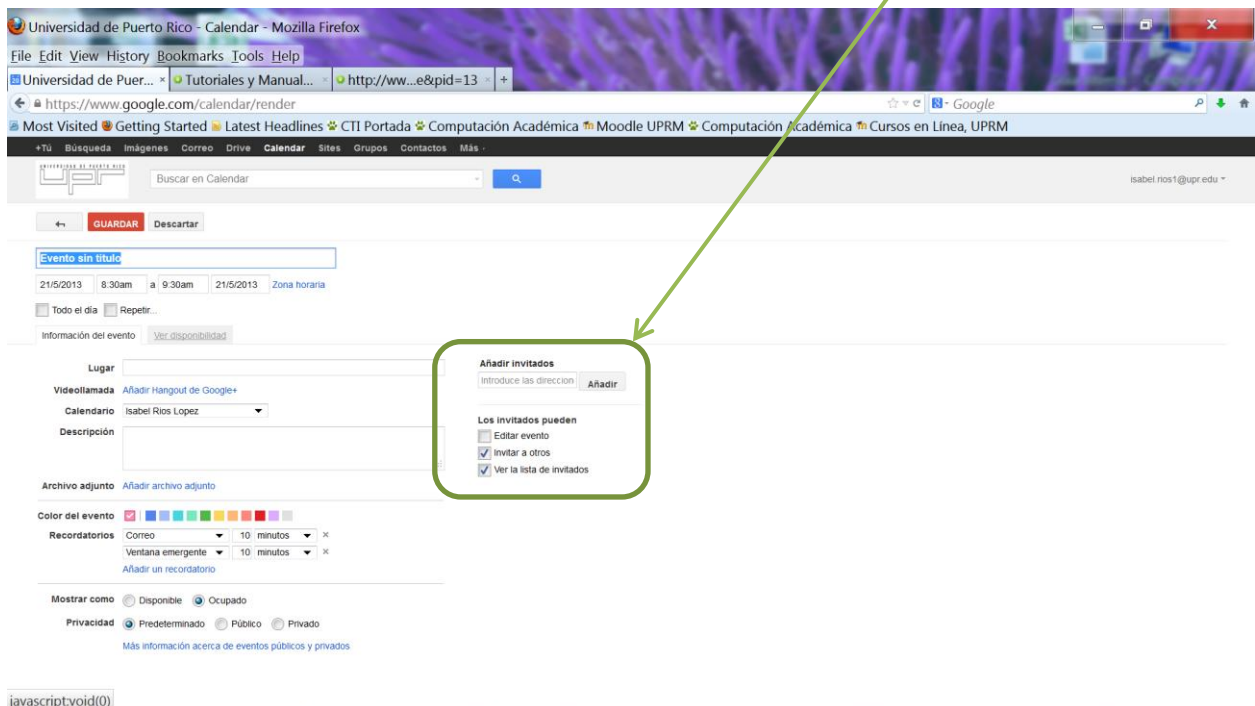 Universidad de Puerto Rico - Calendar - Mozilla Firefox
File Edit View History Bookmarks Tools Help
Universidad de Puer... × Tutoriales y Manual... × http://ww...e&pid=13 × +
https://www.google.com/calendar/render Google
Most Visited Getting Started Latest Headlines CTI Portada Computación Académica Moodle UPRM Computación Académica Cursos en Línea, UPRM
+Tú Búsqueda Imágenes Correo Drive Calendar Sites Grupos Contactos Más
UNIVERSIDAD DE PUERTO RICO
upr
Buscar en Calendar
isabel.rios1@upr.edu
GUARDAR Descartar
Evento sin título
21/5/2013 8:30am a 9:30am 21/5/2013 Zona horaria
Todo el día Repetir...
Información del evento Ver disponibilidad
Lugar
Videollamada Añadir Hangout de Google+
Calendario Isabel Rios Lopez
Descripción
Archivo adjunto Añadir archivo adjunto
Color del evento
Recordatorios Correo 10 minutos ×
Ventana emergente 10 minutos ×
Añadir un recordatorio
Mostrar como Disponible Ocupado
Privacidad Predeterminado Público Privado
Más información acerca de eventos públicos y privados
Añadir invitados
Introduce las direccion Añadir
Los invitados pueden
Editar evento
Invitar a otros
Ver la lista de invitados
javascript:void(0)